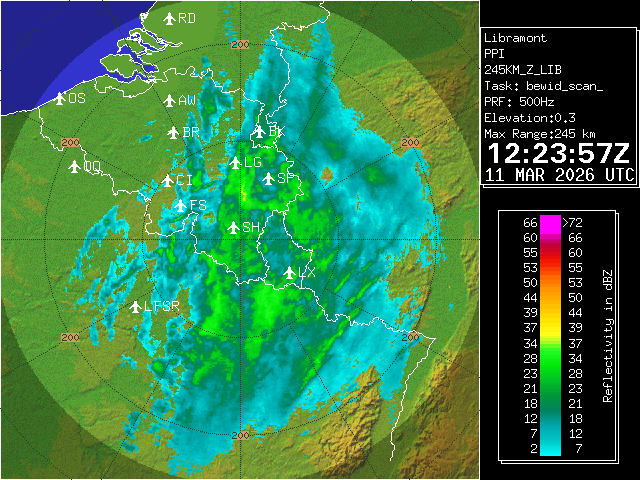 RD
200
OS
AW
BR
BK
200
200
LG
QQ
CI
SP
FS
SH
LX
LFSR
200
200
200
Libramont
PPI
245KM_Z_LIB
Task: bewid_scan_
PRF: 500Hz
Elevation:0.3
Max Range:245 km
12:23:57Z
11 MAR 2026 UTC
66 >72
60 66
55 60
53 55
50 53
44 50
39 44
37 39
34 37
28 34
23 28
21 23
18 21
12 18
7 12
2 7
Reflectivity in dBZ